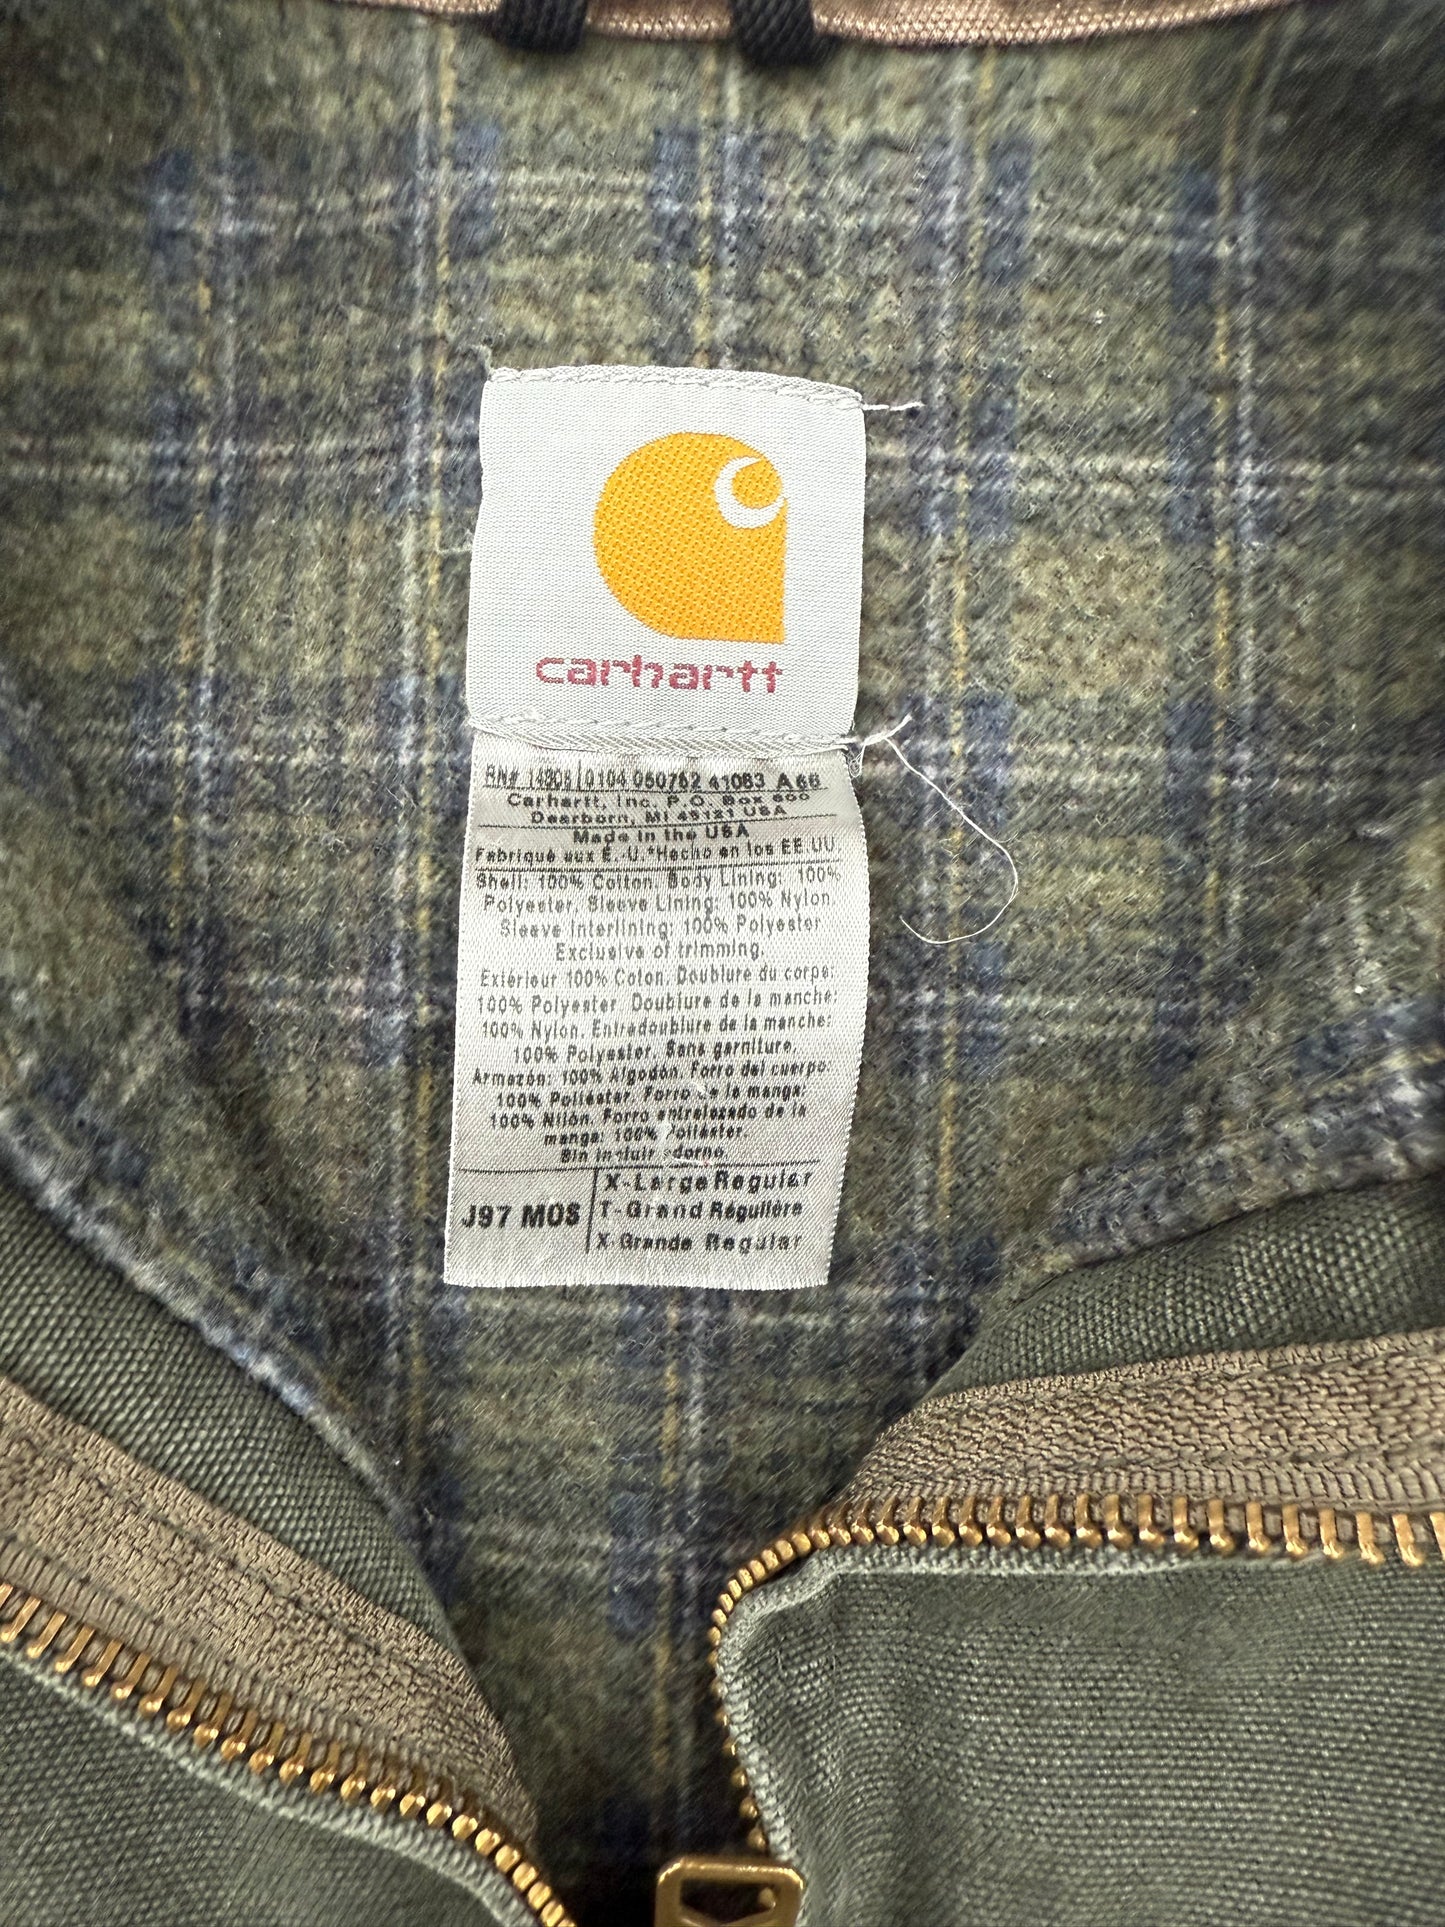 carhartt
RN# 14806 0104 050752 41083 A66
Carhartt, Inc. P.O. Box 600
Dearborn, MI 49121 USA
Made in the USA
Fabriqué aux E.-U.*Hecho en los EE.UU.
Shell: 100% Cotton. Body Lining: 100%
Polyester. Sleeve Lining: 100% Nylon
Sleeve Interlining: 100% Polyester
Exclusive of trimming.
Extérieur 100% Coton. Doublure du corps:
100% Polyester. Doublure de la manche:
100% Nylon. Entredoublure de la manche:
100% Polyester. Sans garniture.
Armazón: 100% Algodón. Forro del cuerpo:
100% Poliéster. Forro de la manga:
100% Nilón. Forro entrelazado de la
manga: 100% Poliéster.
Sin incluir adorno.
J97 MOS
X-Large Regular
T-Grand Régulière
X-Grande Regular